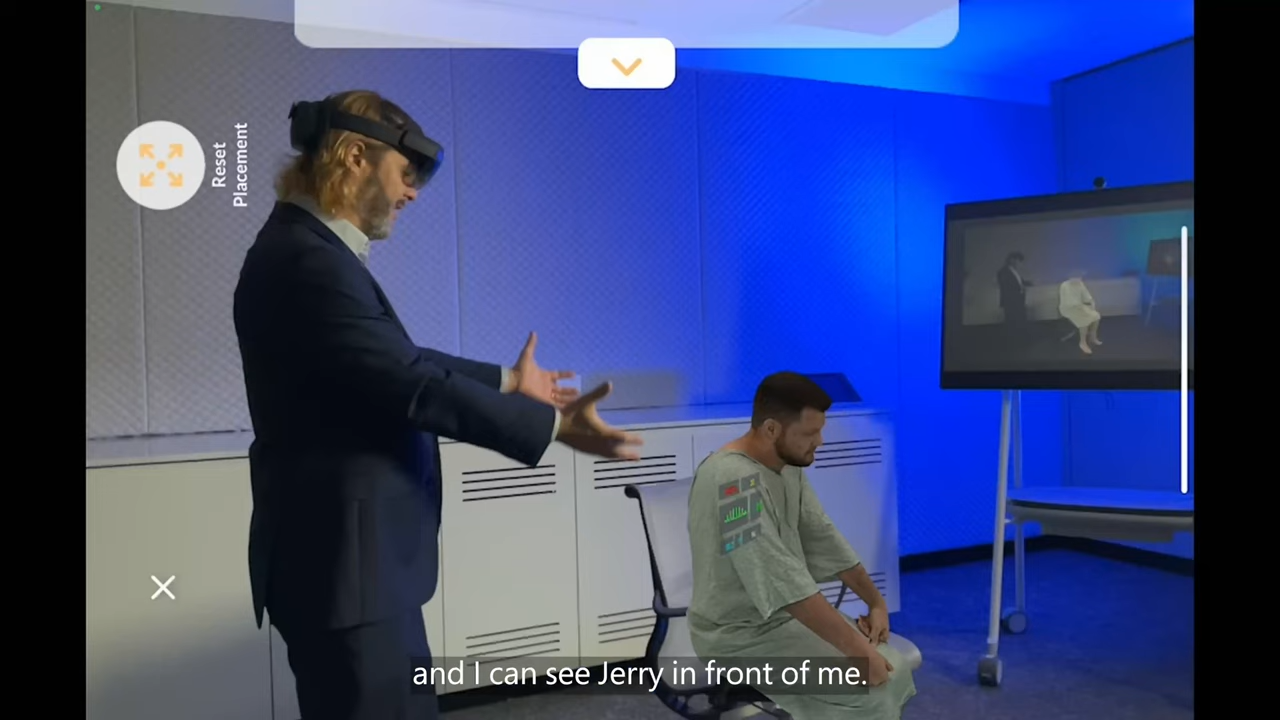 Reset
Placement
and I can see Jerry in front of me.